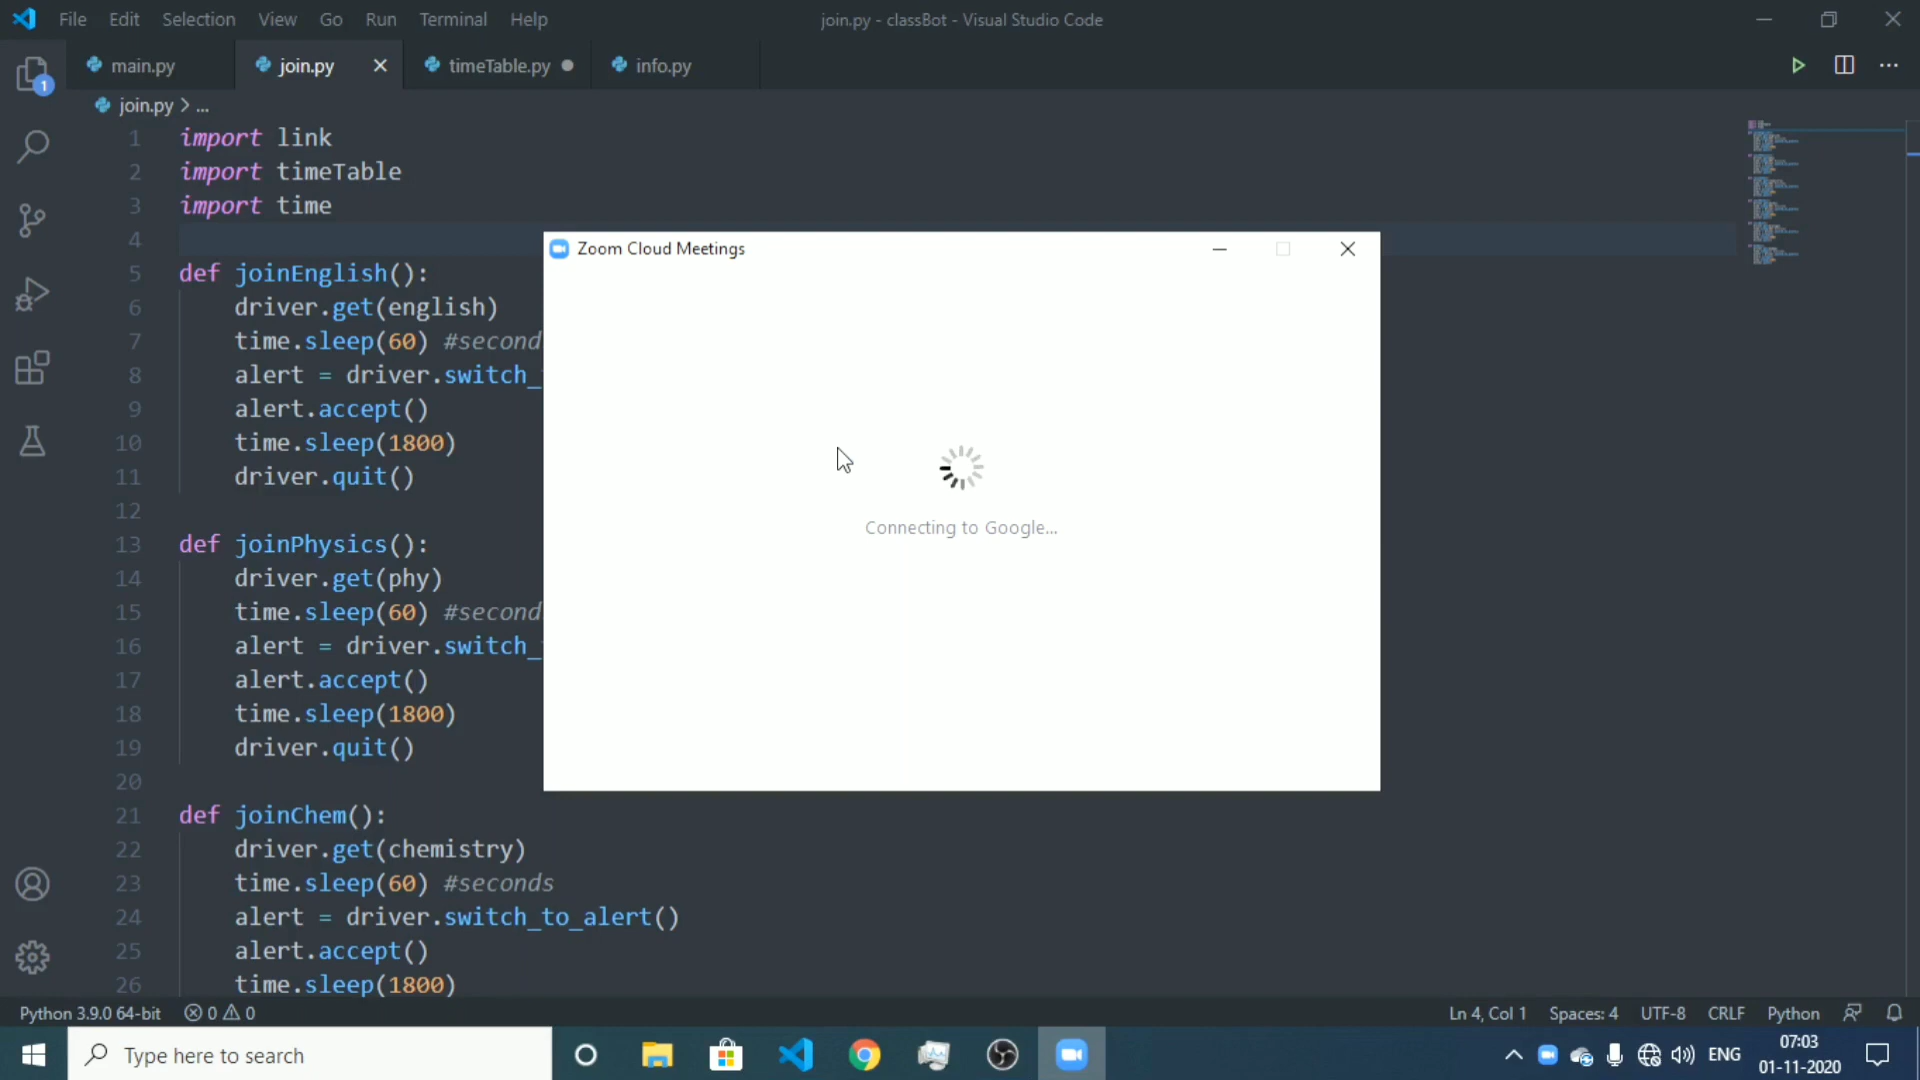 File Edit Selection View Go Run Terminal Help
join.py - classBot - Visual Studio Code
main.py
join.py
timeTable.py
info.py
1
join.py > ...
1 import link
2 import timeTable
3 import time
4
5 def joinEnglish():
6 driver.get(english)
7 time.sleep(60) #second
8 alert = driver.switch_
9 alert.accept()
10 time.sleep(1800)
11 driver.quit()
12
13 def joinPhysics():
14 driver.get(phy)
15 time.sleep(60) #second
16 alert = driver.switch_
17 alert.accept()
18 time.sleep(1800)
19 driver.quit()
20
21 def joinChem():
22 driver.get(chemistry)
23 time.sleep(60) #seconds
24 alert = driver.switch_to_alert()
25 alert.accept()
26 time.sleep(1800)
Zoom Cloud Meetings
Connecting to Google...
Python 3.9.0 64-bit 0 0
Ln 4, Col 1 Spaces: 4 UTF-8 CRLF Python
Type here to search
ENG
07:03
01-11-2020